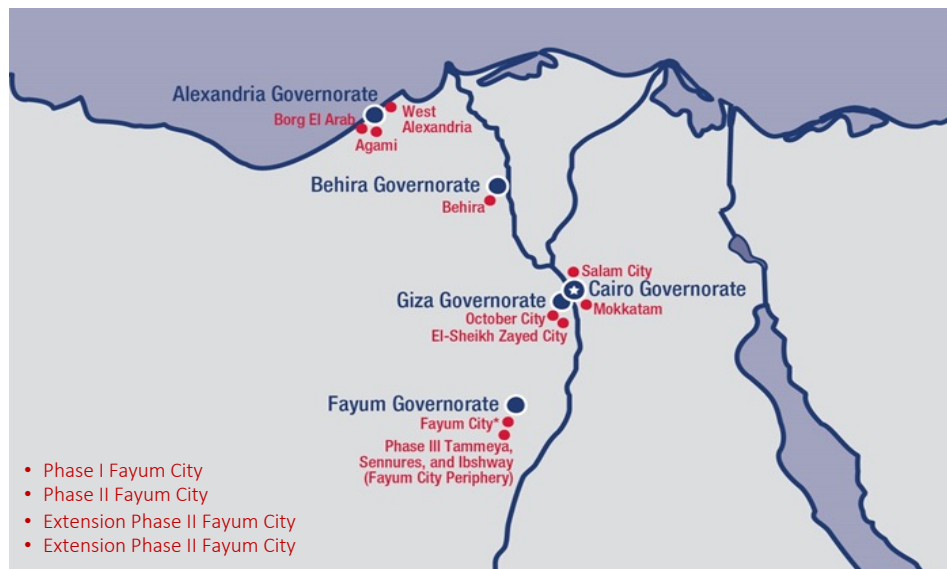 Alexandria Governorate
West
Alexandria
Borg El Arab
Agami
Behira Governorate
Behira
Salam City
Cairo Governorate
Giza Governorate
Mokkatam
October City
El-Sheikh Zayed City
Fayum Governorate
Fayum City*
Phase III Tammeya,
Sennures, and Ibshway
(Fayum City Periphery)
• Phase I Fayum City
• Phase II Fayum City
• Extension Phase II Fayum City
• Extension Phase II Fayum City